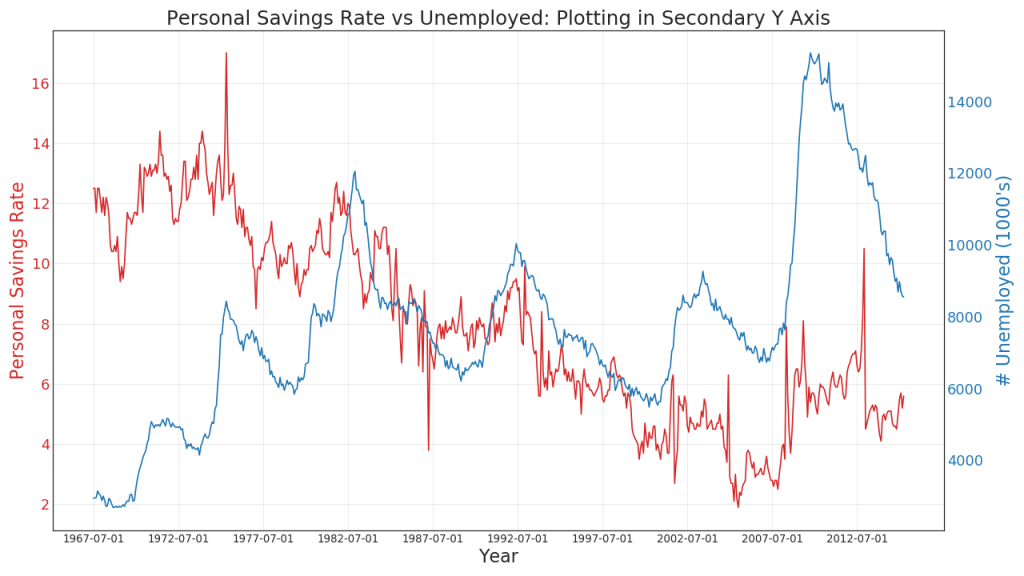 Personal Savings Rate vs Unemployed: Plotting in Secondary Y Axis
Personal Savings Rate
16
14
12
10
8
6
4
2
14000
12000
10000
8000
6000
4000
# Unemployed (1000's)
1967-07-01 1972-07-01 1977-07-01 1982-07-01 1987-07-01 1992-07-01 1997-07-01 2002-07-01 2007-07-01 2012-07-01
Year